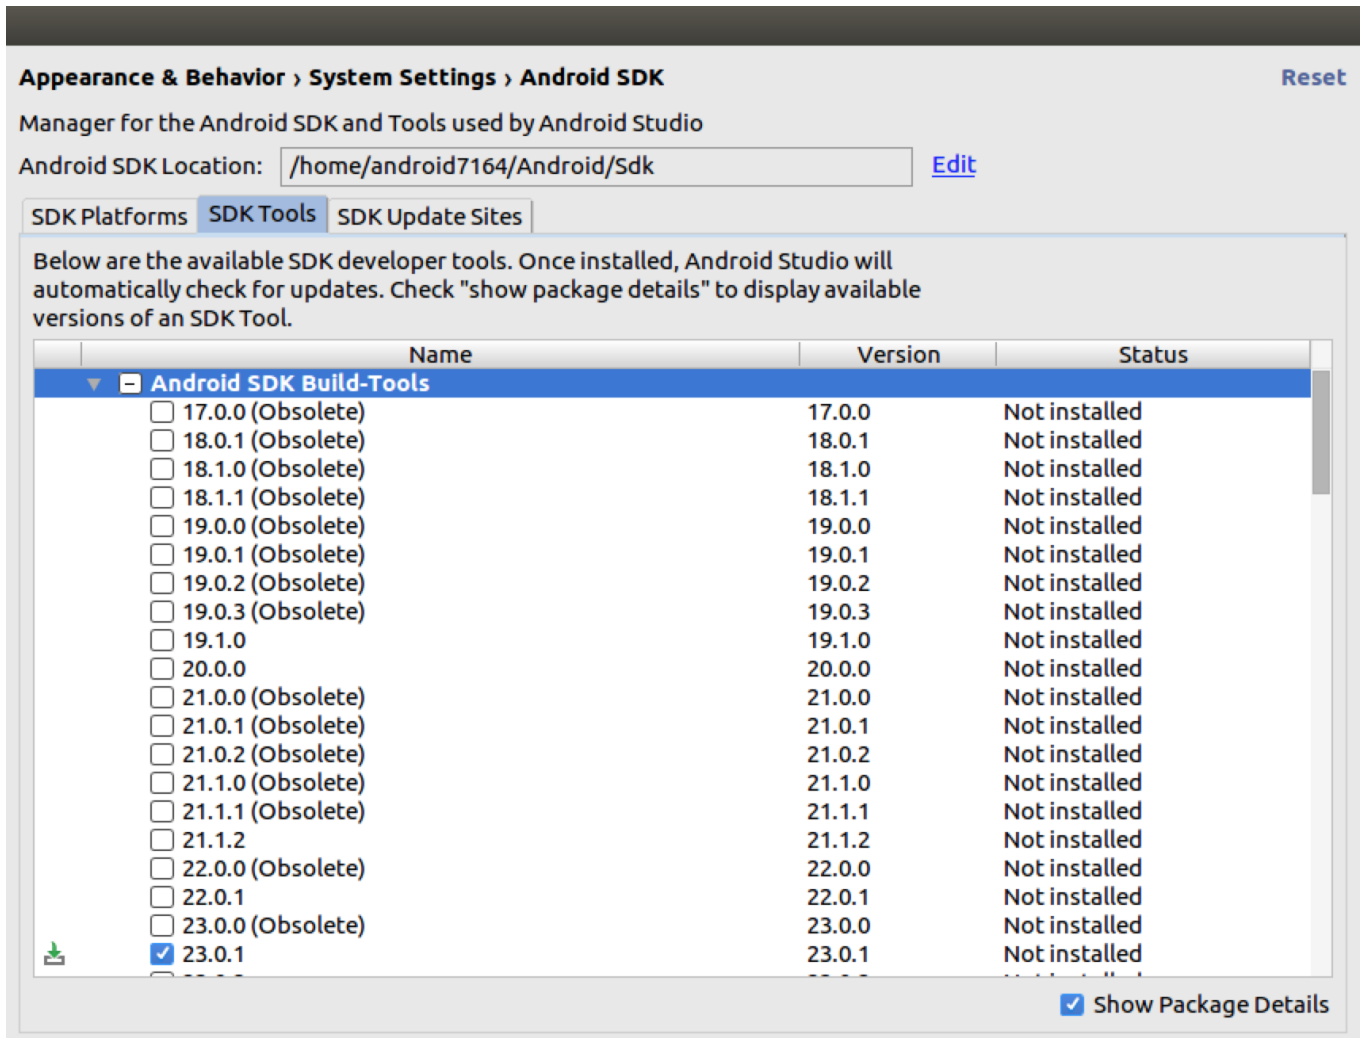 Appearance & Behavior › System Settings › Android SDK Reset
Manager for the Android SDK and Tools used by Android Studio
Android SDK Location: /home/android7164/Android/Sdk Edit
SDK Platforms SDK Tools SDK Update Sites
Below are the available SDK developer tools. Once installed, Android Studio will
automatically check for updates. Check "show package details" to display available
versions of an SDK Tool.
Name Version Status
Android SDK Build-Tools
17.0.0 (Obsolete) 17.0.0 Not installed
18.0.1 (Obsolete) 18.0.1 Not installed
18.1.0 (Obsolete) 18.1.0 Not installed
18.1.1 (Obsolete) 18.1.1 Not installed
19.0.0 (Obsolete) 19.0.0 Not installed
19.0.1 (Obsolete) 19.0.1 Not installed
19.0.2 (Obsolete) 19.0.2 Not installed
19.0.3 (Obsolete) 19.0.3 Not installed
19.1.0 19.1.0 Not installed
20.0.0 20.0.0 Not installed
21.0.0 (Obsolete) 21.0.0 Not installed
21.0.1 (Obsolete) 21.0.1 Not installed
21.0.2 (Obsolete) 21.0.2 Not installed
21.1.0 (Obsolete) 21.1.0 Not installed
21.1.1 (Obsolete) 21.1.1 Not installed
21.1.2 21.1.2 Not installed
22.0.0 (Obsolete) 22.0.0 Not installed
22.0.1 22.0.1 Not installed
23.0.0 (Obsolete) 23.0.0 Not installed
23.0.1 23.0.1 Not installed
Show Package Details